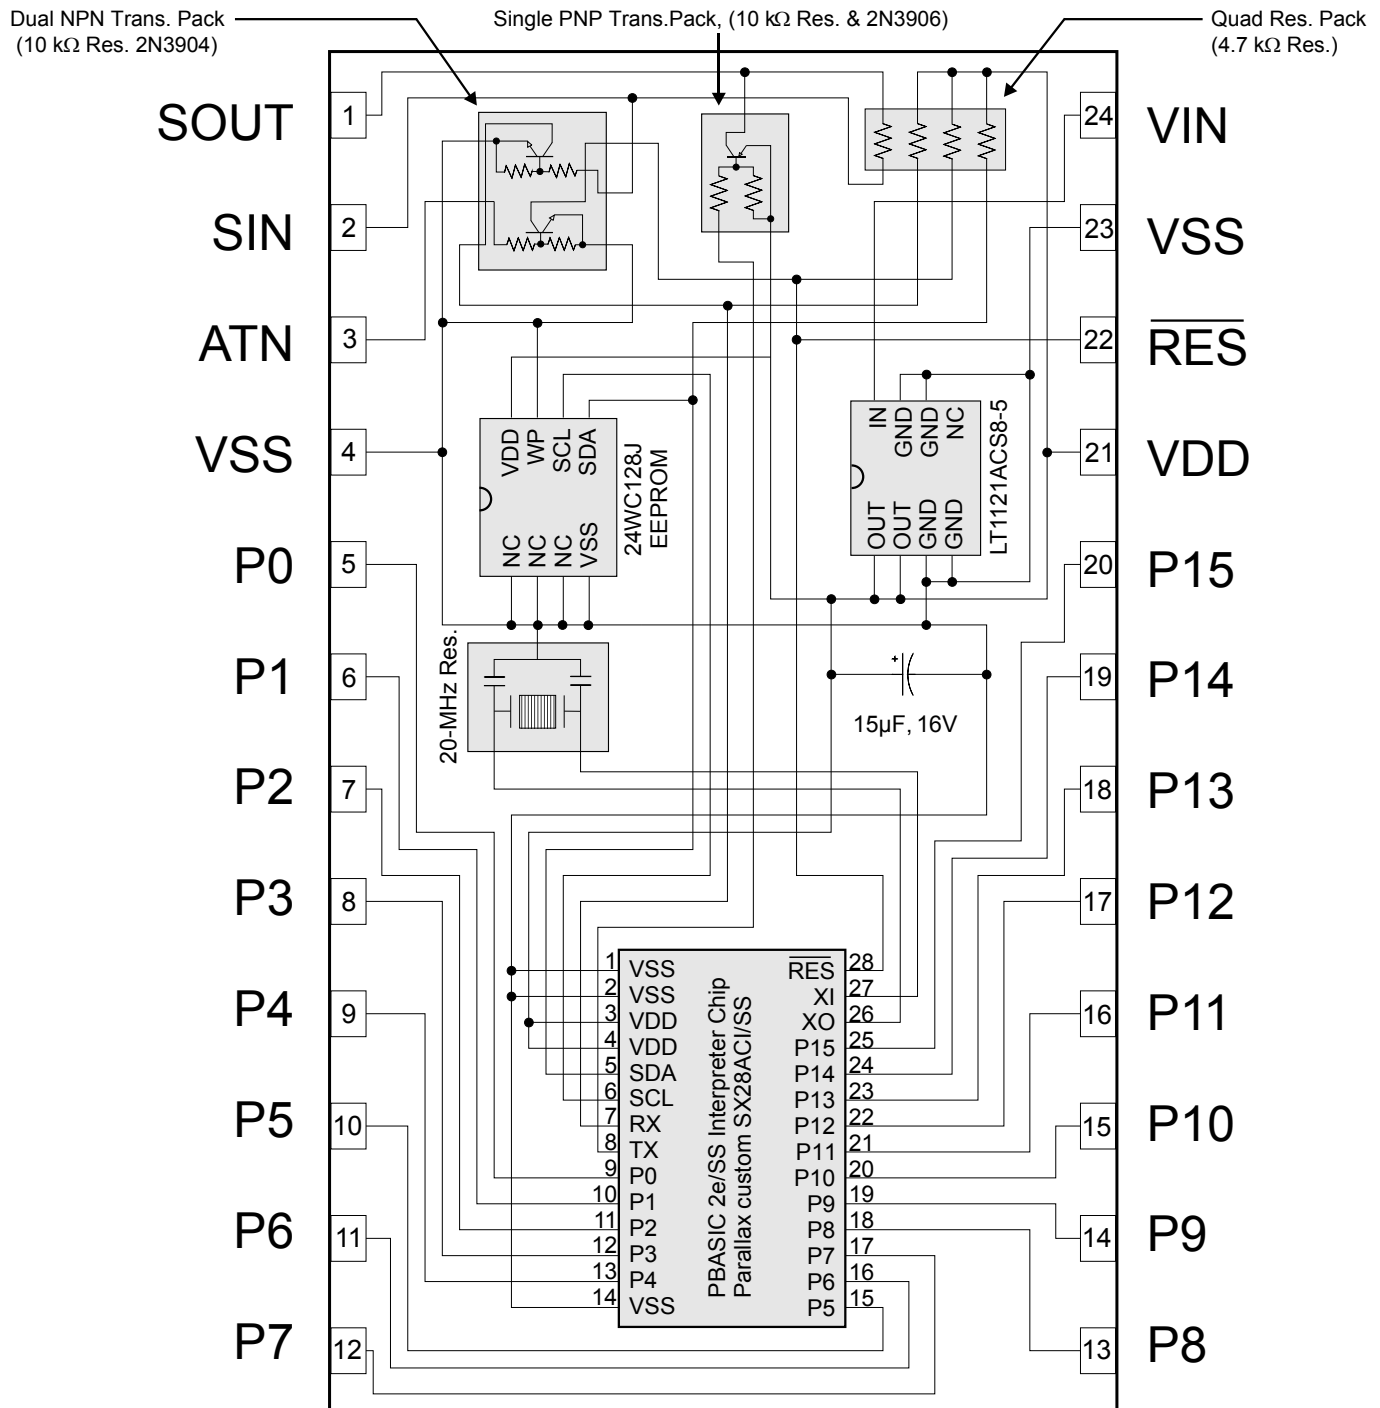 Dual NPN Trans. Pack
(10 kΩ Res. 2N3904)
Single PNP Trans.Pack, (10 kΩ Res. & 2N3906)
Quad Res. Pack
(4.7 kΩ Res.)
SOUT 1
24 VIN
SIN 2
23 VSS
ATN 3
22 RES
VSS 4
21 VDD
P0 5
20 P15
P1 6
19 P14
P2 7
18 P13
P3 8
17 P12
P4 9
16 P11
P5 10
15 P10
P6 11
14 P9
P7 12
13 P8
VDD
WP
SCL
SDA
NC
NC
NC
VSS
24WC128J
EEPROM
IN
GND
GND
NC
OUT
OUT
GND
GND
LT1121ACS8-5
20-MHz Res.
+
15µF, 16V
1 VSS
2 VSS
3 VDD
4 VDD
5 SDA
6 SCL
7 RX
8 TX
9 P0
10 P1
11 P2
12 P3
13 P4
14 VSS
PBASIC 2e/SS Interpreter Chip
Parallax custom SX28ACI/SS
RES 28
XI 27
XO 26
P15 25
P14 24
P13 23
P12 22
P11 21
P10 20
P9 19
P8 18
P7 17
P6 16
P5 15